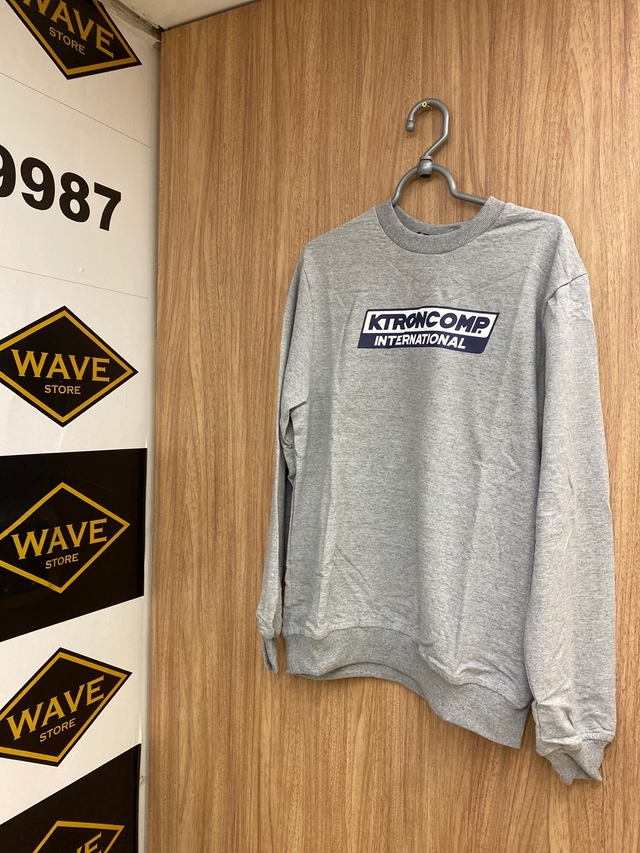 WAVE
STORE
9987
WAVE
STORE
WAVE
STORE
WAVE
STORE
KTRONCOMP.
INTERNATIONAL